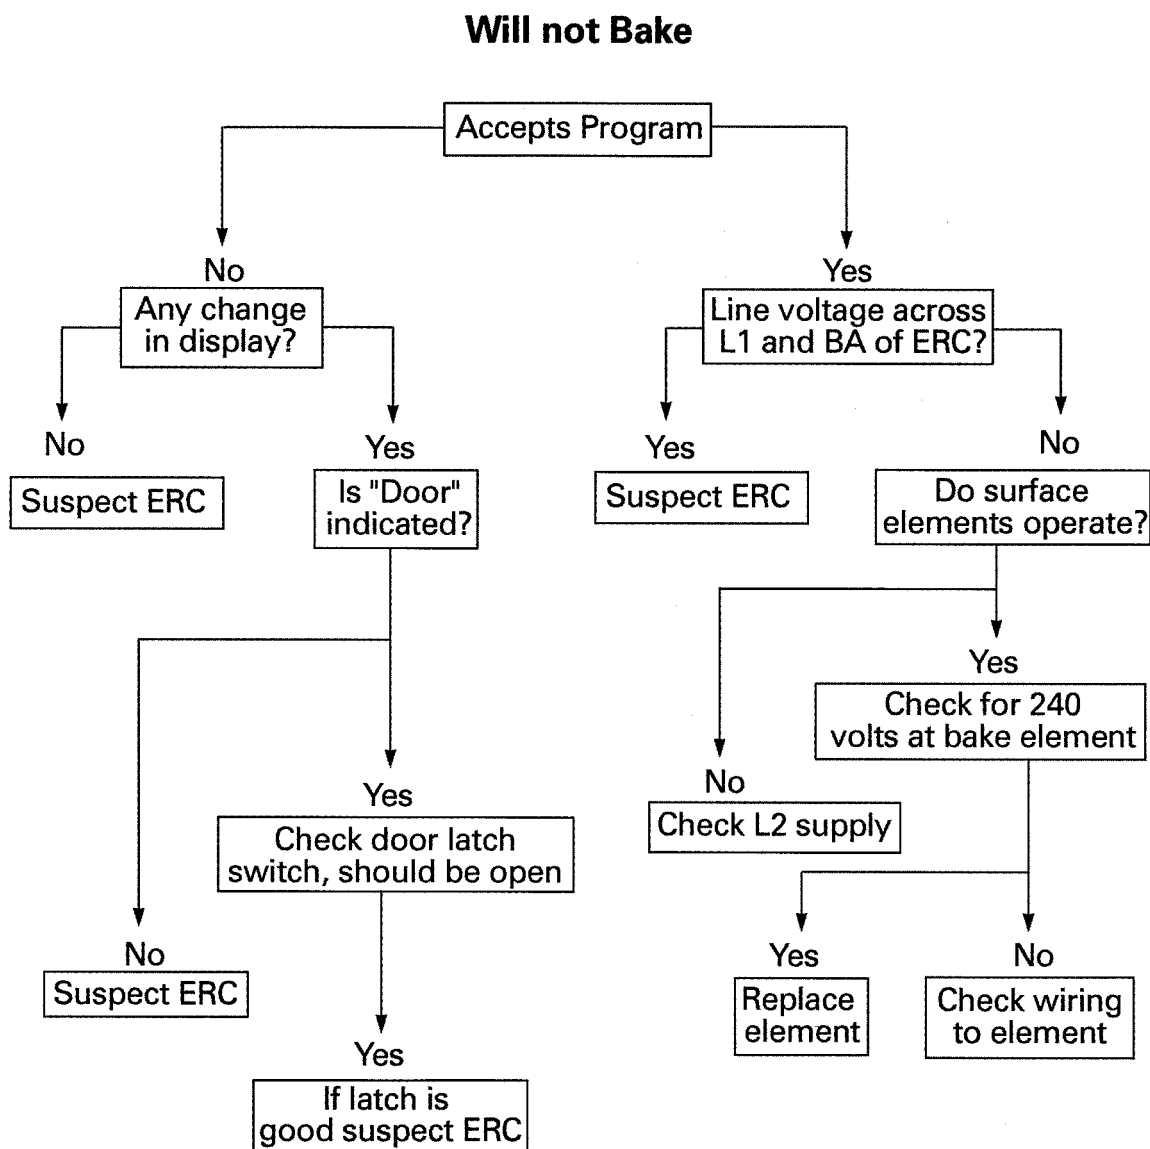 Will not Bake
Accepts Program
No
Yes
Any change
in display?
Line voltage across
L1 and BA of ERC?
No
Yes
Yes
No
Suspect ERC
Is "Door"
indicated?
Suspect ERC
Do surface
elements operate?
Yes
Check for 240
volts at bake element
No
Check L2 supply
Yes
Check door latch
switch, should be open
No
Suspect ERC
Yes
Replace
element
No
Check wiring
to element
Yes
If latch is
good suspect ERC